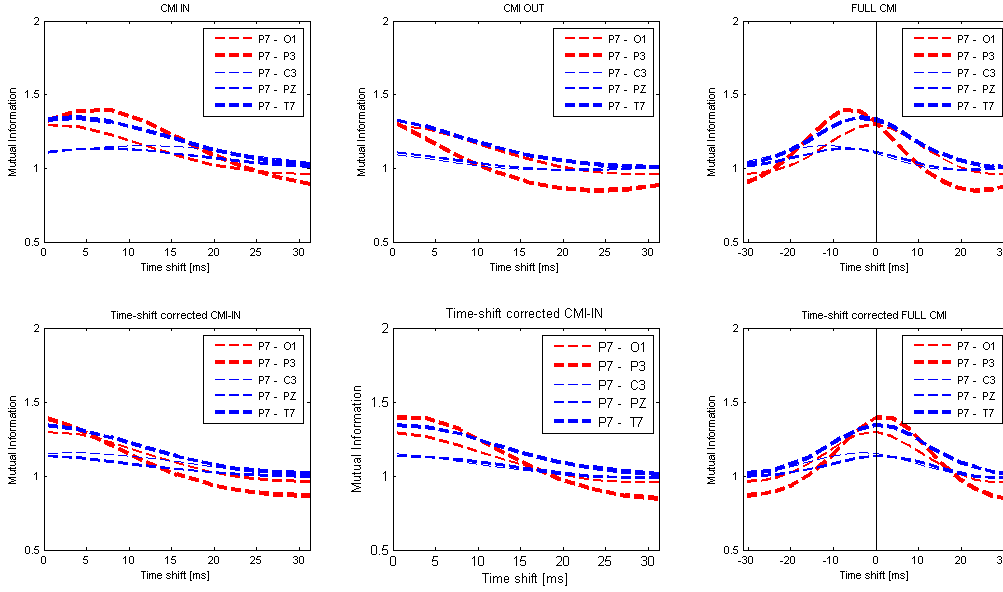 CMI IN
2
1.5
1
0.5
Mutual Information
0 5 10 15 20 25 30
Time shift [ms]
P7 - O1
P7 - P3
P7 - C3
P7 - PZ
P7 - T7
CMI OUT
2
1.5
1
0.5
Mutual Information
0 5 10 15 20 25 30
Time shift [ms]
P7 - O1
P7 - P3
P7 - C3
P7 - PZ
P7 - T7
FULL CMI
2
1.5
1
0.5
Mutual Information
-30 -20 -10 0 10 20 30
Time shift [ms]
P7 - O1
P7 - P3
P7 - C3
P7 - PZ
P7 - T7
Time-shift corrected CMI-IN
2
1.5
1
0.5
Mutual Information
0 5 10 15 20 25 30
Time shift [ms]
P7 - O1
P7 - P3
P7 - C3
P7 - PZ
P7 - T7
Time-shift corrected CMI-IN
2
1.5
1
0.5
Mutual Information
0 5 10 15 20 25 30
Time shift [ms]
P7 - O1
P7 - P3
P7 - C3
P7 - PZ
P7 - T7
Time-shift corrected FULL CMI
2
1.5
1
0.5
Mutual Information
-30 -20 -10 0 10 20 30
Time shift [ms]
P7 - O1
P7 - P3
P7 - C3
P7 - PZ
P7 - T7